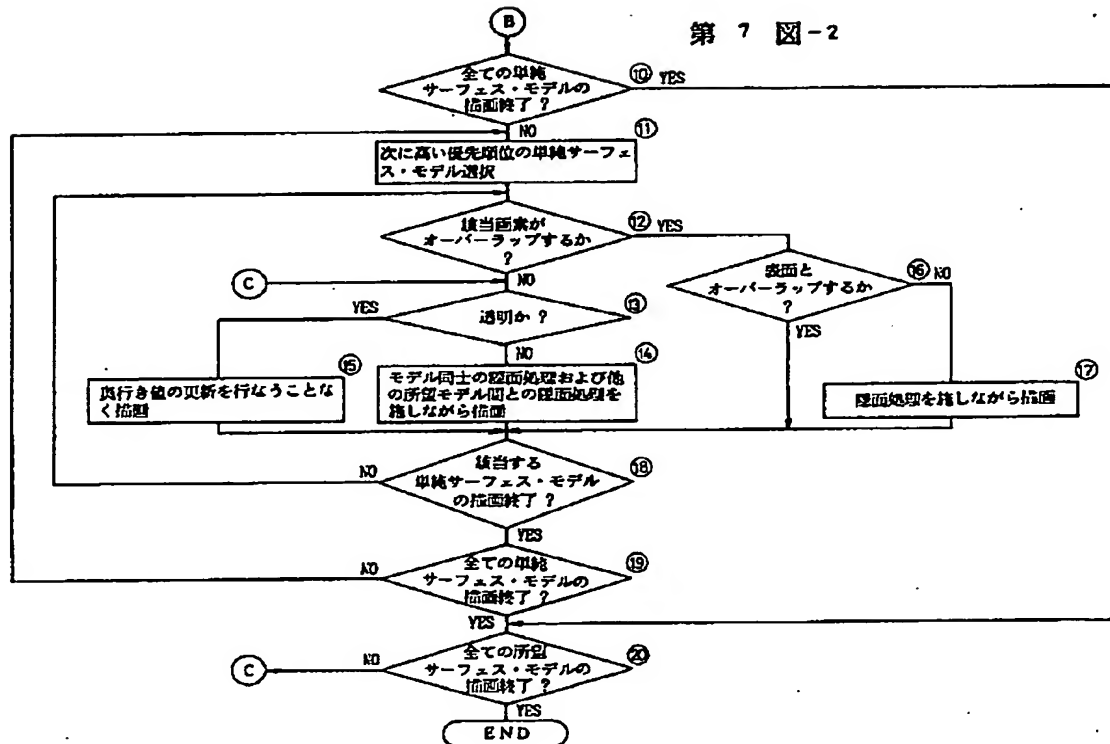 第 7 図-2
B
全ての単純
サーフェス・モデルの
描画終了 ?
⑩ YES
NO
⑪
次に高い優先順位の単純サーフェ
ス・モデル選択
該当画素が
オーバーラップするか
?
⑫ YES
表面と
オーバーラップするか
?
⑯ NO
YES
C
NO
透明か ?
⑬
YES
NO
⑭
モデル同士の隠面処理および他
の所望モデル間との隠面処理を
施しながら描画
⑮
奥行き値の更新を行なうことな
く描画
⑰
隠面処理を施しながら描画
該当する
単純サーフェス・モデル
の描画終了 ?
⑱
NO
YES
全ての単純
サーフェス・モデルの
描画終了 ?
⑲
NO
YES
全ての所望
サーフェス・モデルの
描画終了 ?
⑳
NO
C
YES
END